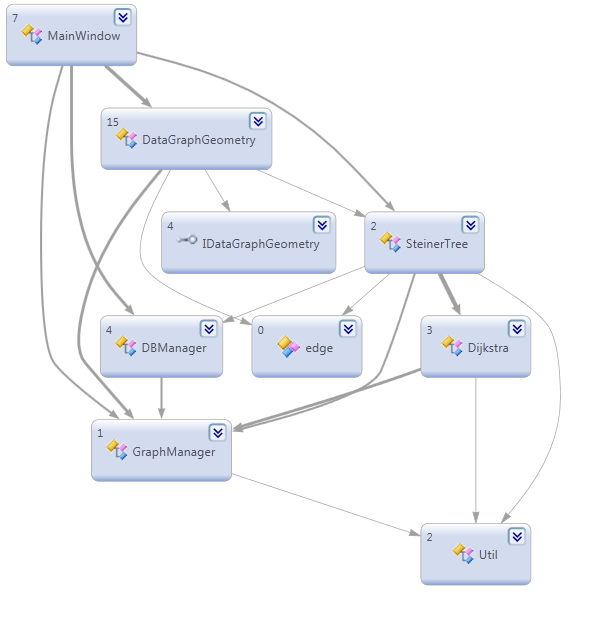 7
MainWindow
15
DataGraphGeometry
4
IDataGraphGeometry
2
SteinerTree
4
DBManager
0
edge
3
Dijkstra
1
GraphManager
2
Util